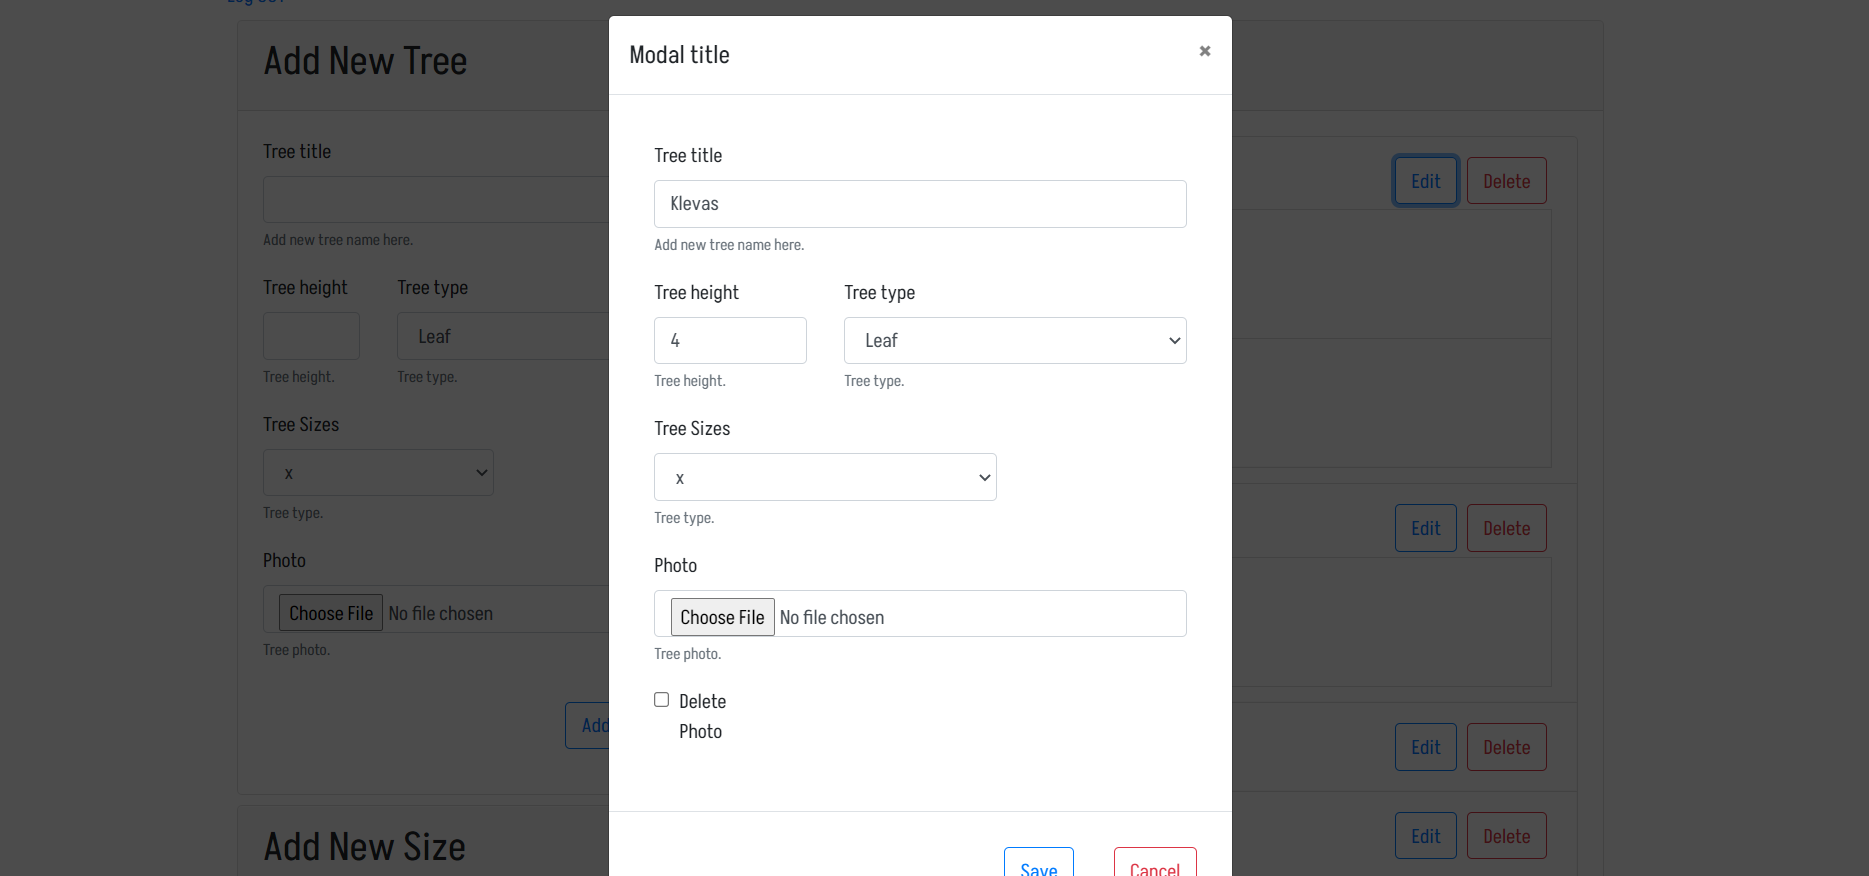 Add New Tree
Tree title
Add new tree name here.
Tree height Tree type
Leaf
Tree height. Tree type.
Tree Sizes
x
Tree type.
Photo
Choose File No file chosen
Tree photo.
Add
Add New Size
Modal title ×
Tree title
Klevas
Add new tree name here.
Tree height Tree type
4 Leaf
Tree height. Tree type.
Tree Sizes
x
Tree type.
Photo
Choose File No file chosen
Tree photo.
Delete
Photo
Save Cancel
Edit Delete
Edit Delete
Edit Delete
Edit Delete